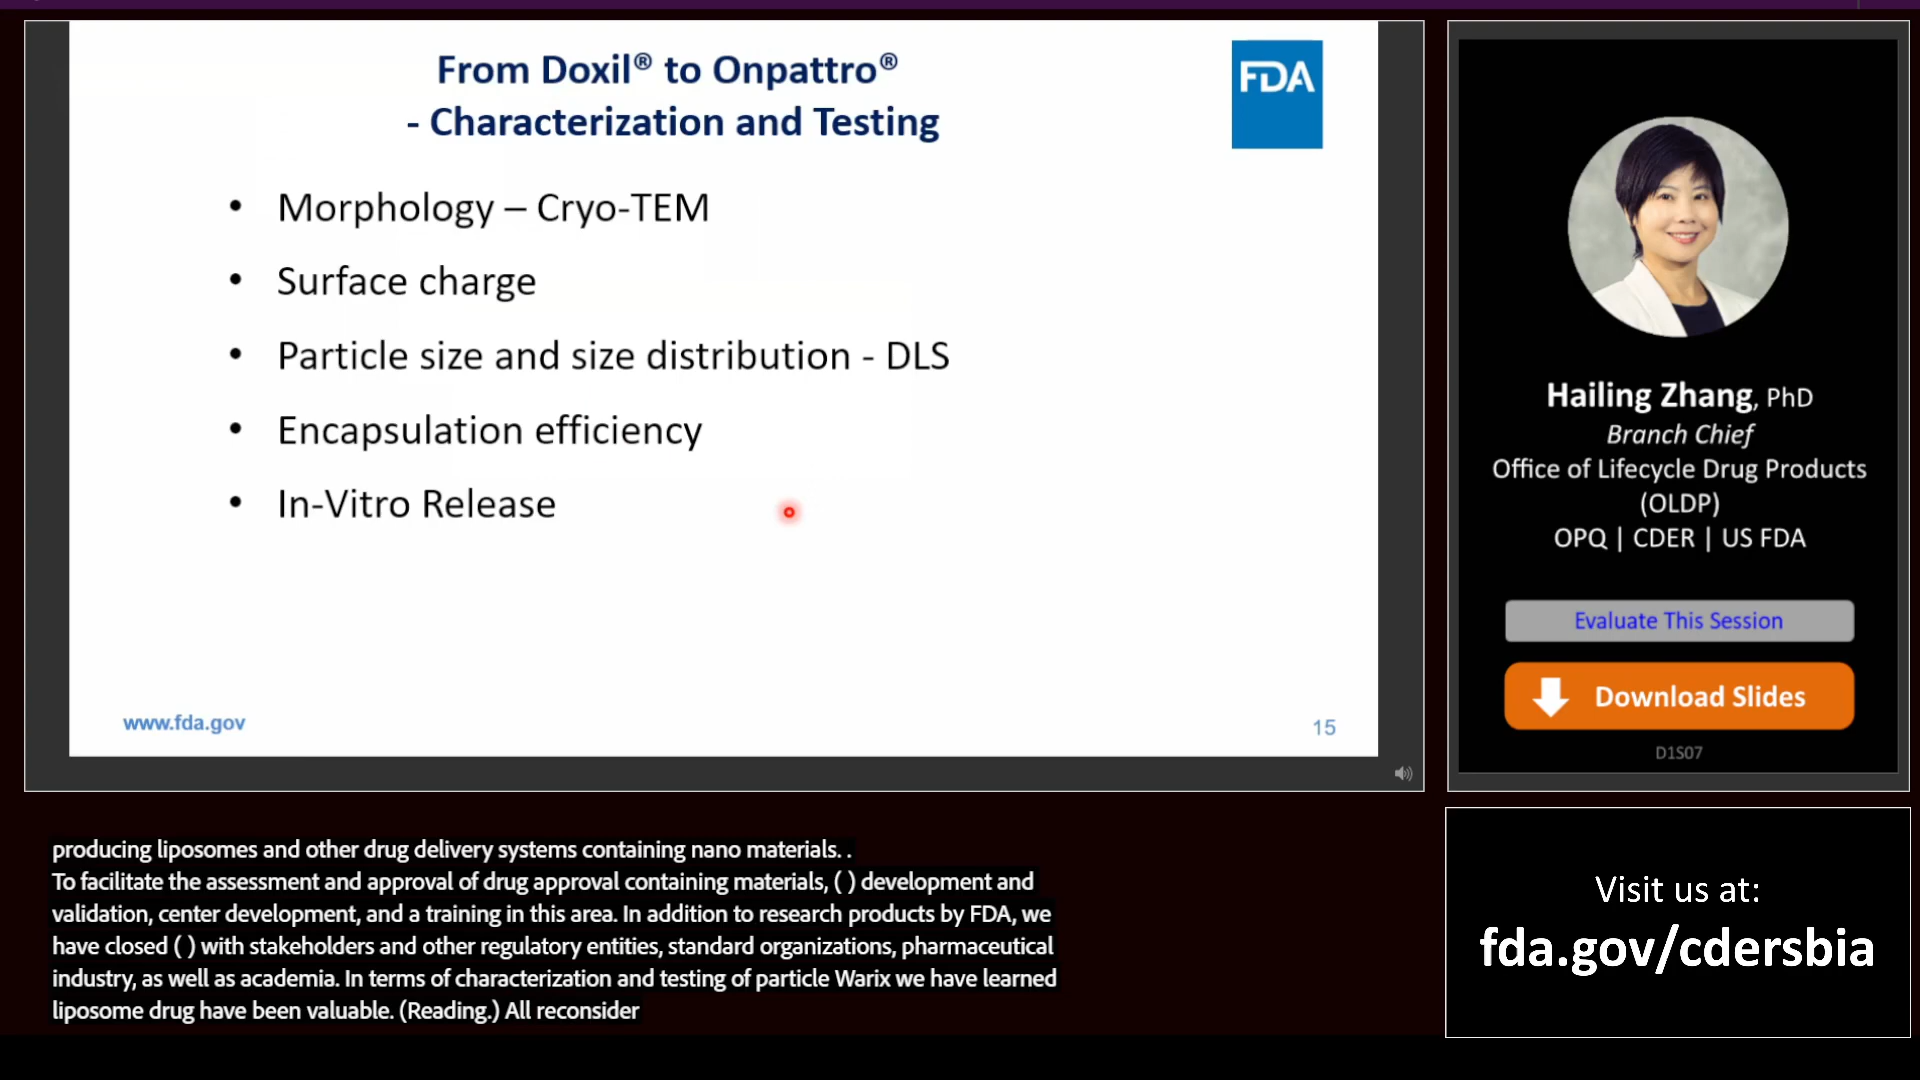 From Doxil® to Onpattro®
- Characterization and Testing
FDA
• Morphology – Cryo-TEM
• Surface charge
• Particle size and size distribution - DLS
• Encapsulation efficiency
• In-Vitro Release
www.fda.gov
15
Hailing Zhang, PhD
Branch Chief
Office of Lifecycle Drug Products
(OLDP)
OPQ | CDER | US FDA
Evaluate This Session
Download Slides
D1S07
producing liposomes and other drug delivery systems containing nano materials. .
To facilitate the assessment and approval of drug approval containing materials, ( ) development and
validation, center development, and a training in this area. In addition to research products by FDA, we
have closed ( ) with stakeholders and other regulatory entities, standard organizations, pharmaceutical
industry, as well as academia. In terms of characterization and testing of particle Warix we have learned
liposome drug have been valuable. (Reading.) All reconsider
Visit us at:
fda.gov/cdersbia